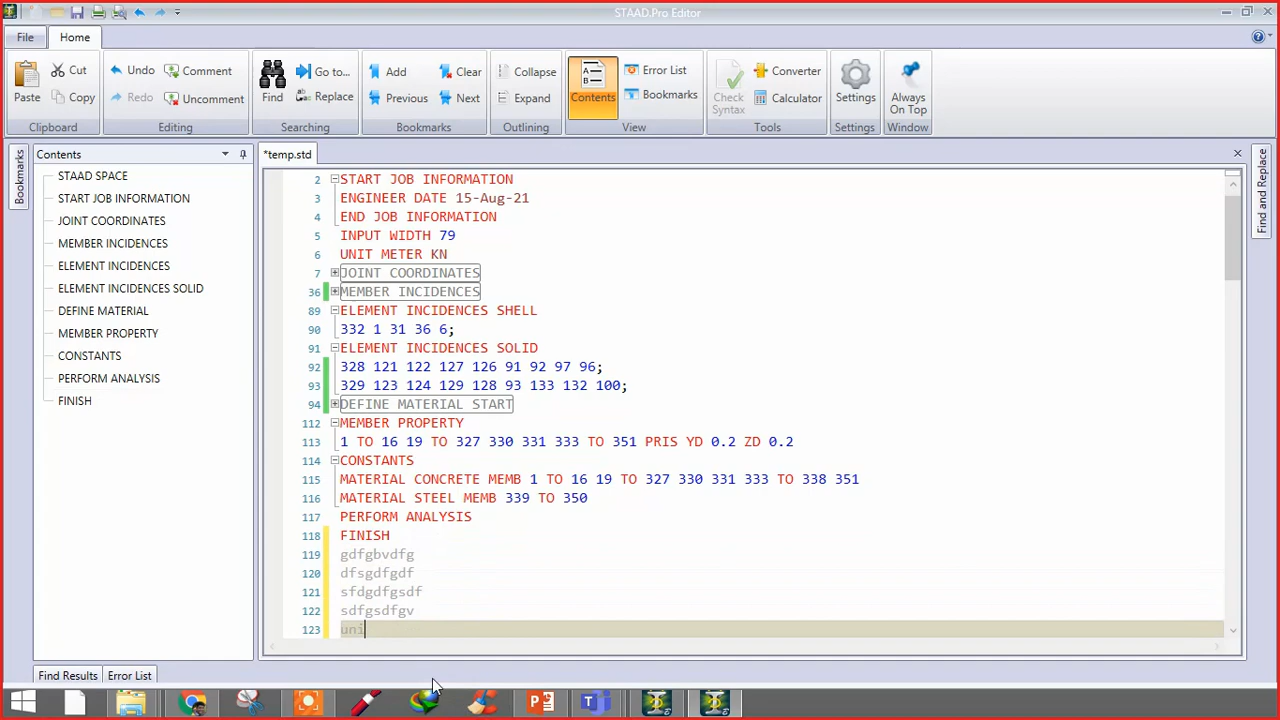 STAAD.Pro Editor
File
Home
Paste
Cut
Copy
Clipboard
Undo
Redo
Comment
Uncomment
Editing
Find
Go to...
Replace
Searching
Add
Previous
Clear
Next
Bookmarks
Collapse
Expand
Outlining
Contents
Error List
Bookmarks
View
Check Syntax
Converter
Calculator
Tools
Settings
Settings
Always On Top
Window
Bookmarks
Contents
STAAD SPACE
START JOB INFORMATION
JOINT COORDINATES
MEMBER INCIDENCES
ELEMENT INCIDENCES
ELEMENT INCIDENCES SOLID
DEFINE MATERIAL
MEMBER PROPERTY
CONSTANTS
PERFORM ANALYSIS
FINISH
*temp.std
2 START JOB INFORMATION
3 ENGINEER DATE 15-Aug-21
4 END JOB INFORMATION
5 INPUT WIDTH 79
6 UNIT METER KN
7 JOINT COORDINATES
36 MEMBER INCIDENCES
89 ELEMENT INCIDENCES SHELL
90 332 1 31 36 6;
91 ELEMENT INCIDENCES SOLID
92 328 121 122 127 126 91 92 97 96;
93 329 123 124 129 128 93 133 132 100;
94 DEFINE MATERIAL START
112 MEMBER PROPERTY
113 1 TO 16 19 TO 327 330 331 333 TO 351 PRIS YD 0.2 ZD 0.2
114 CONSTANTS
115 MATERIAL CONCRETE MEMB 1 TO 16 19 TO 327 330 331 333 TO 338 351
116 MATERIAL STEEL MEMB 339 TO 350
117 PERFORM ANALYSIS
118 FINISH
119 gdfgbvdfg
120 dfsgdfgdf
121 sfdgdfgsdf
122 sdfgsdfgv
123 uni
Find and Replace
Find Results
Error List